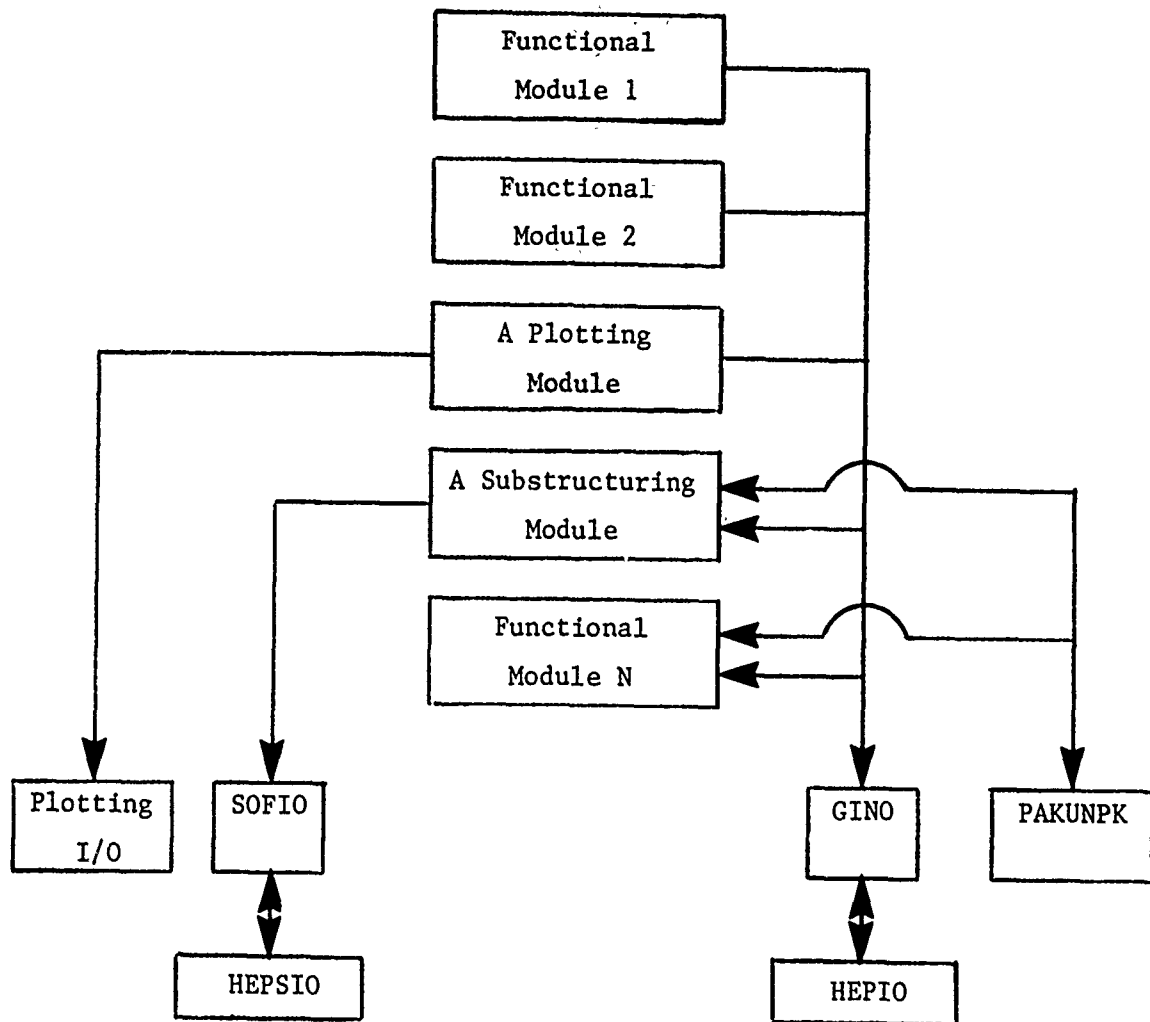 Functional
Module 1
Functional
Module 2
A Plotting
Module
A Substructuring
Module
Functional
Module N
Plotting
I/O
SOFIO
GINO
PAKUNPK
HEPSIO
HEPIO